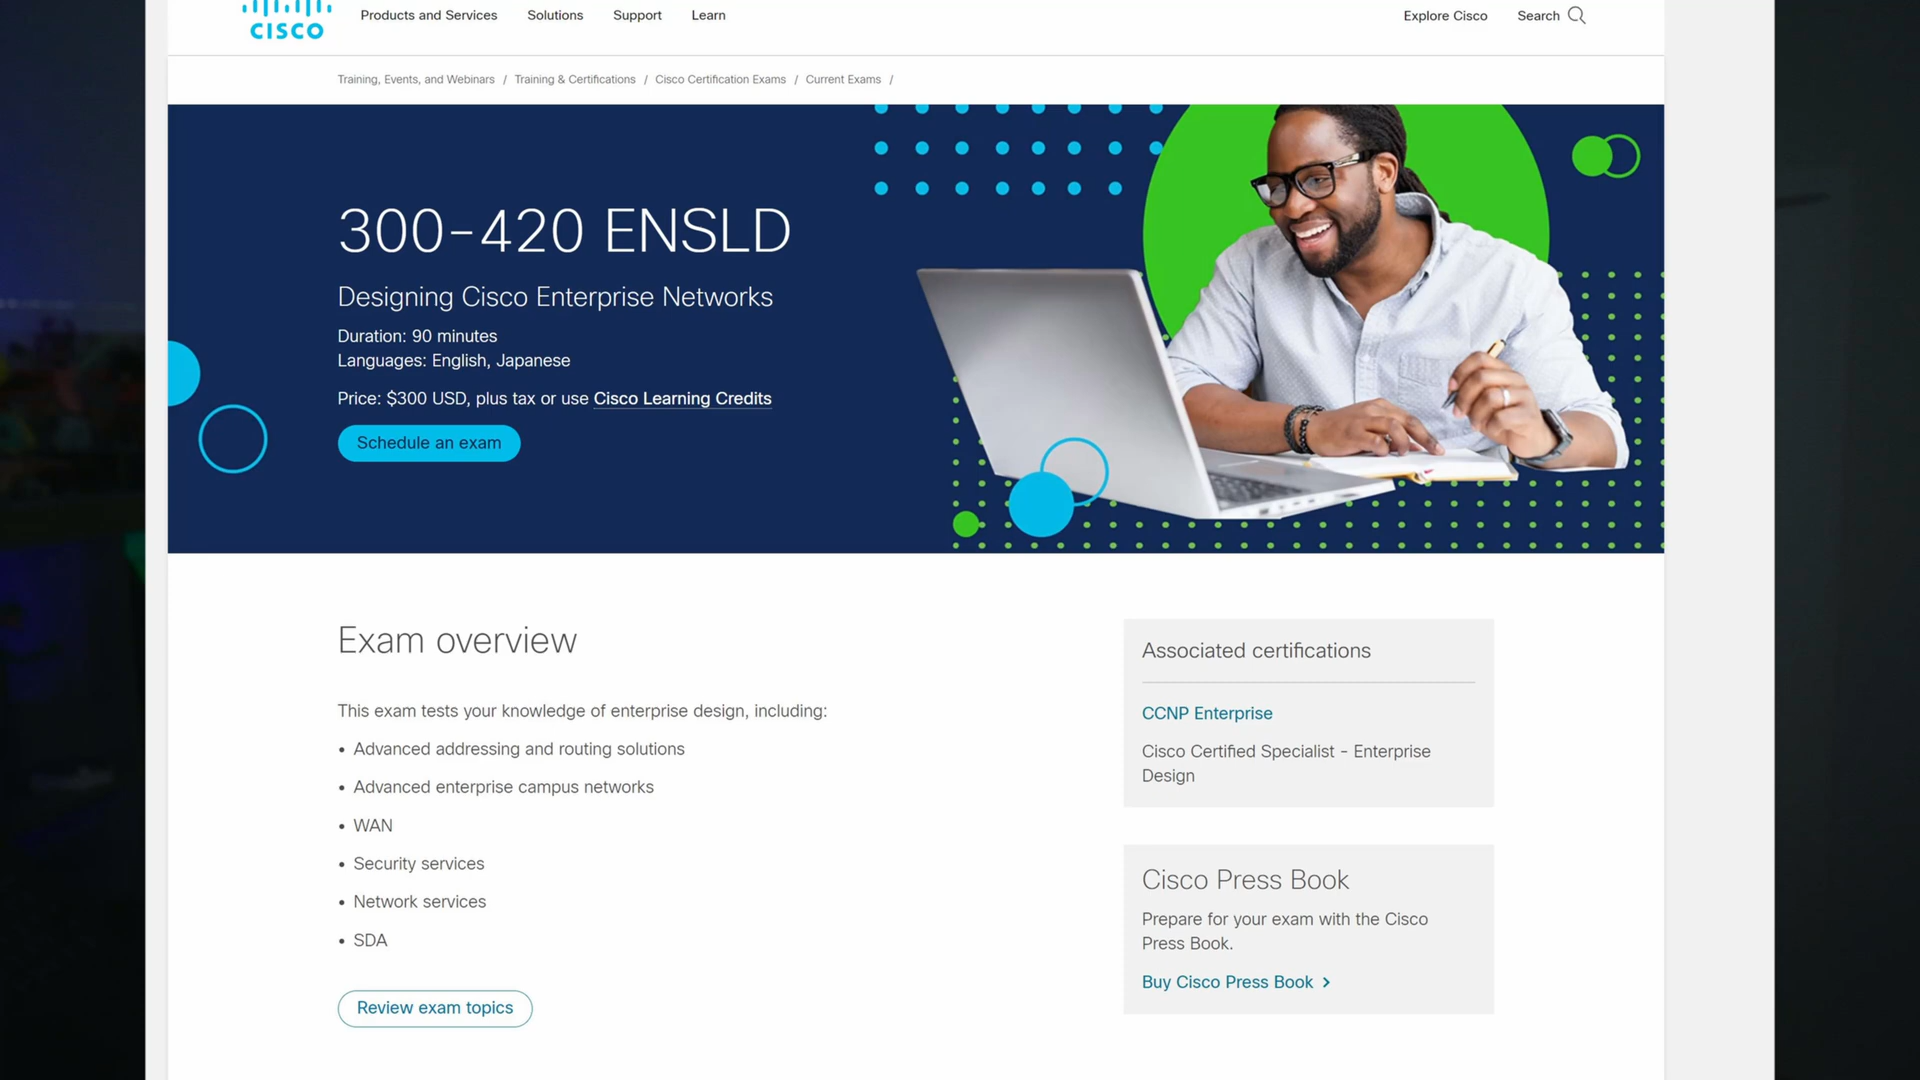 CISCO
Products and Services
Solutions
Support
Learn
Explore Cisco
Search
Training, Events, and Webinars / Training & Certifications / Cisco Certification Exams / Current Exams /
300-420 ENSLD
Designing Cisco Enterprise Networks
Duration: 90 minutes
Languages: English, Japanese
Price: $300 USD, plus tax or use Cisco Learning Credits
Schedule an exam
Exam overview
This exam tests your knowledge of enterprise design, including:
• Advanced addressing and routing solutions
• Advanced enterprise campus networks
• WAN
• Security services
• Network services
• SDA
Review exam topics
Associated certifications
CCNP Enterprise
Cisco Certified Specialist - Enterprise
Design
Cisco Press Book
Prepare for your exam with the Cisco
Press Book.
Buy Cisco Press Book >